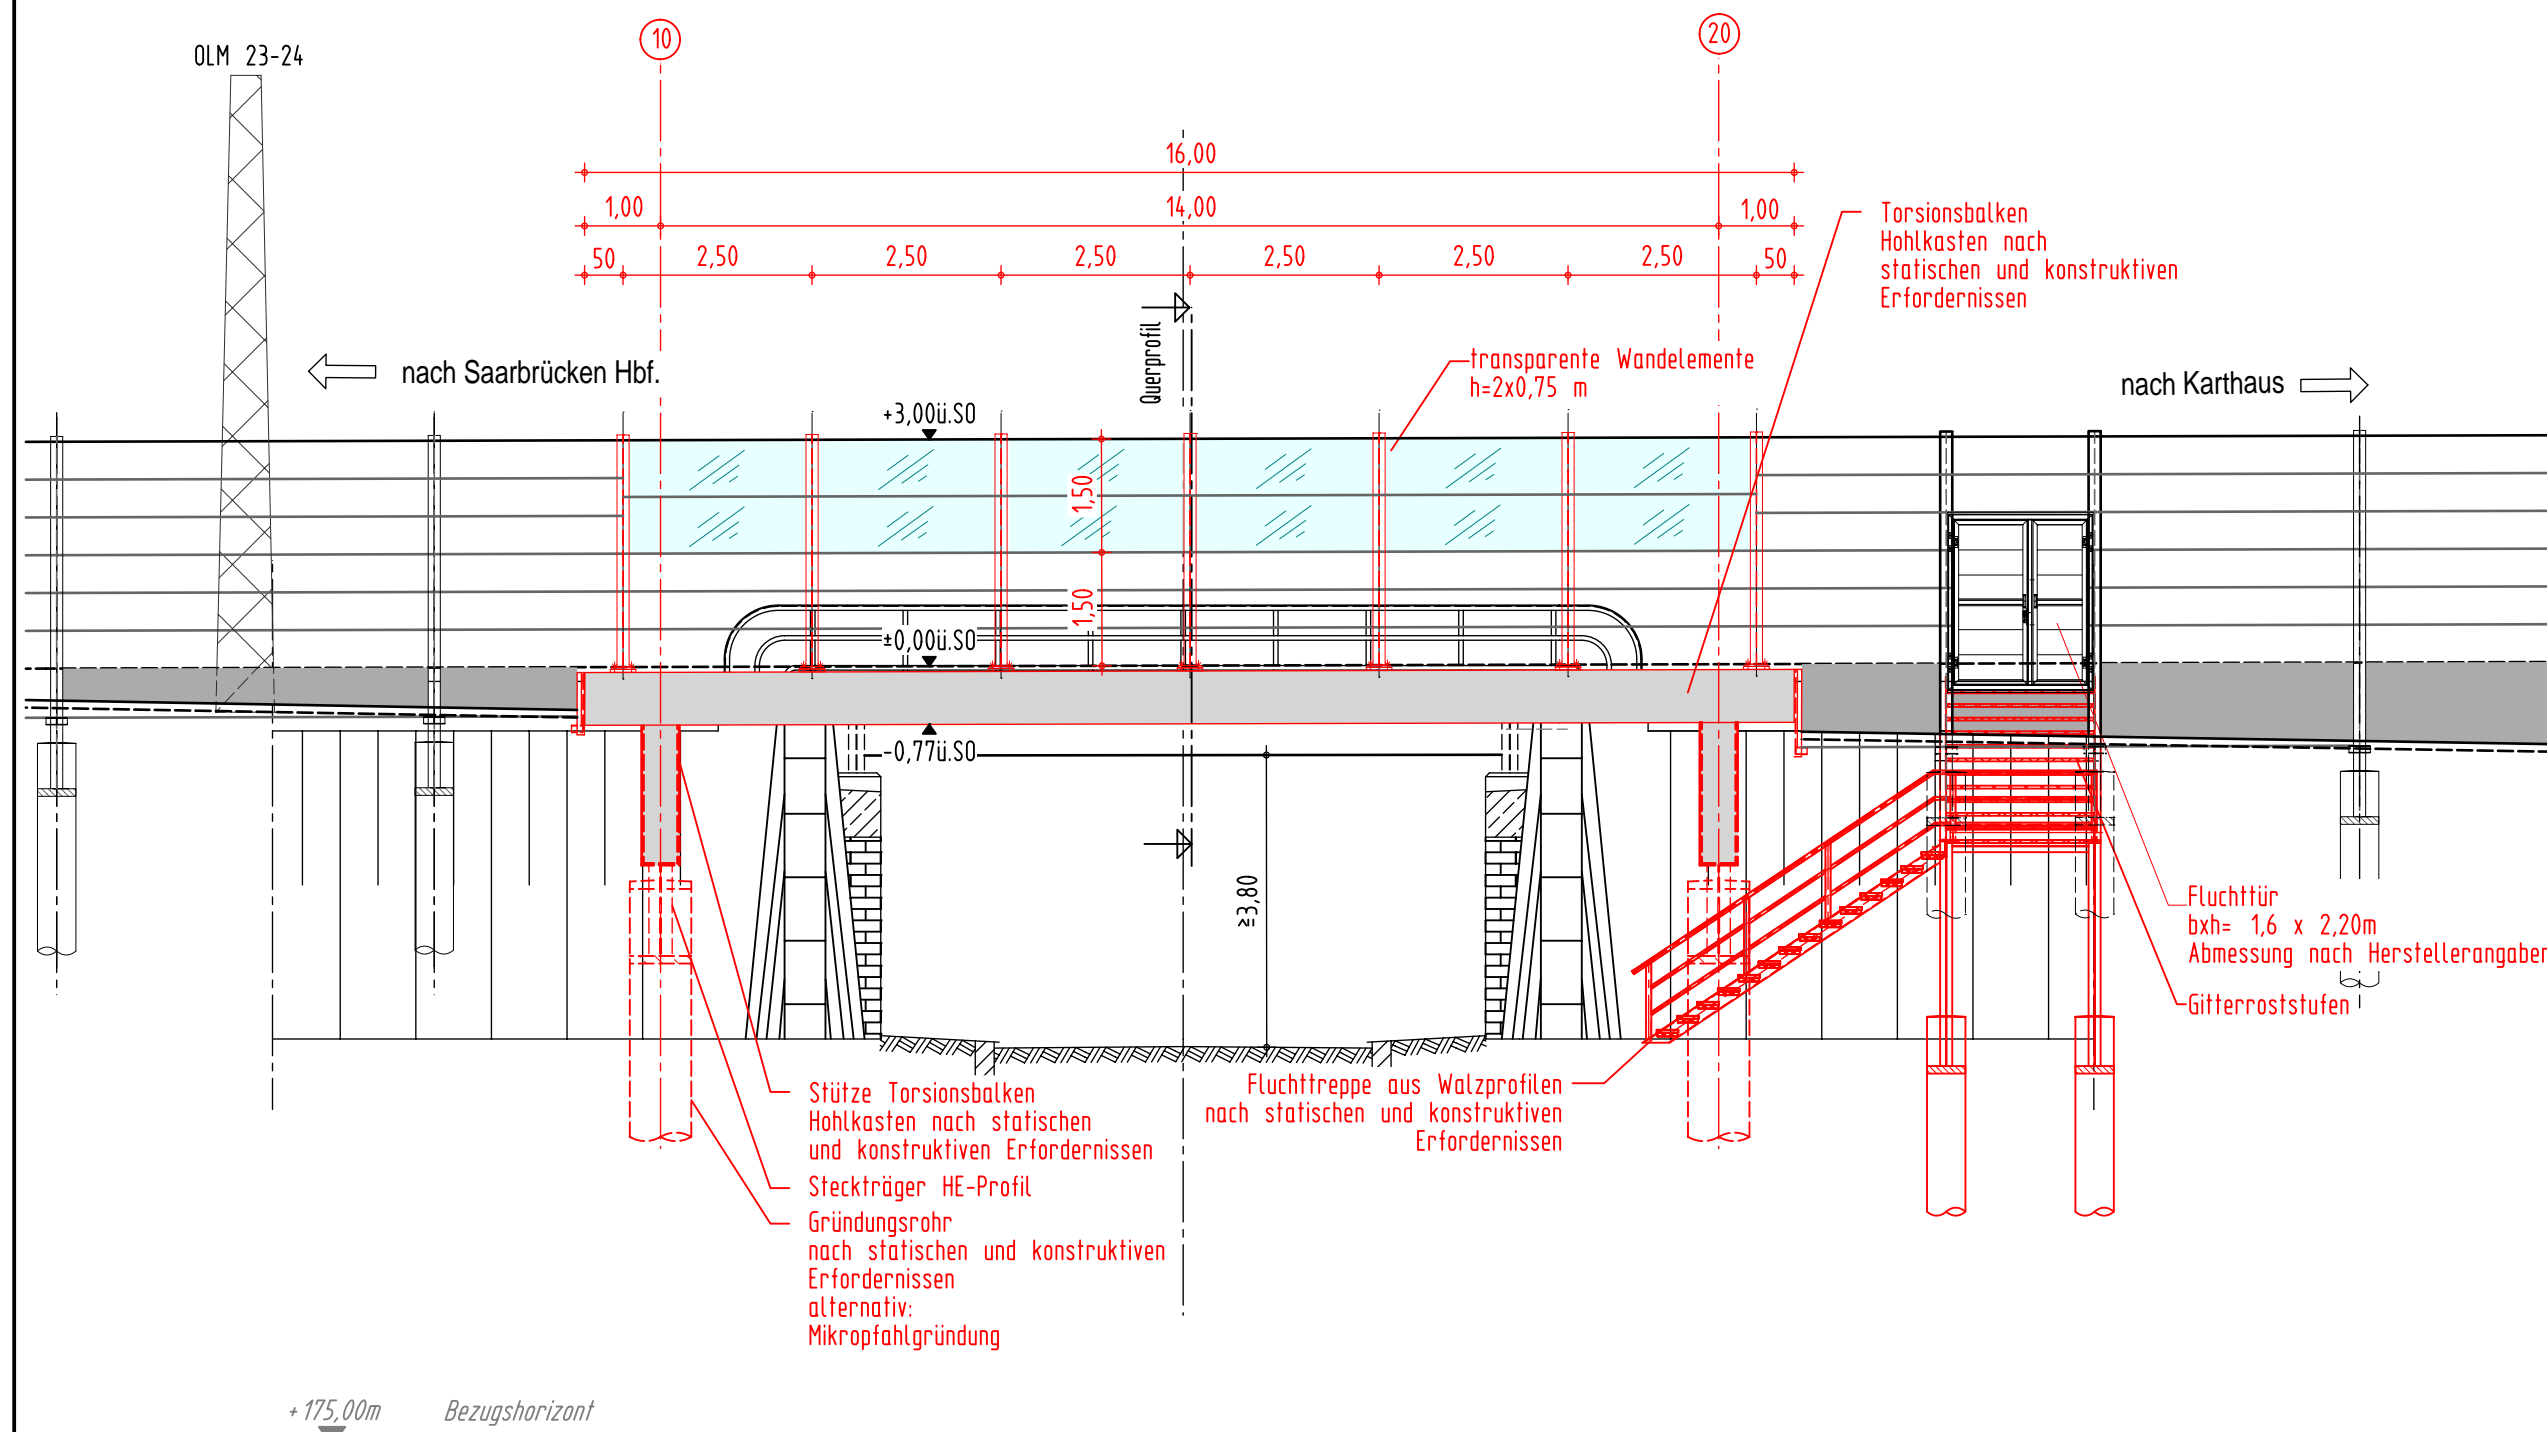 10
20
OLM 23-24
16,00
1,00
14,00
1,00
50
2,50
2,50
2,50
2,50
2,50
2,50
50
Torsionsbalken
Hohlkasten nach
statischen und konstruktiven
Erfordernissen
Querprofil
transparente Wandelemente
h=2x0,75 m
nach Saarbrücken Hbf.
nach Karthaus
+3,00ü.SO
1,50
1,50
±0,00ü.SO
-0,77ü.SO
≥3,80
Fluchttür
bxh= 1,6 x 2,20m
Abmessung nach Herstellerangaben
Gitterroststufen
Stütze Torsionsbalken
Hohlkasten nach statischen
und konstruktiven Erfordernissen
Steckträger HE-Profil
Gründungsrohr
nach statischen und konstruktiven
Erfordernissen
alternativ:
Mikropfahlgründung
Fluchttreppe aus Walzprofilen
nach statischen und konstruktiven
Erfordernissen
+175,00m Bezugshorizont